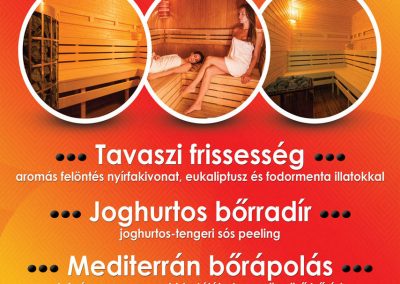 Tavaszi frissesség
aromás felöntés nyírfakivonat, eukaliptusz és fodormenta illatokkal
Joghurtos bőrradír
joghurtos-tengeri sós peeling
Mediterrán bőrápolás